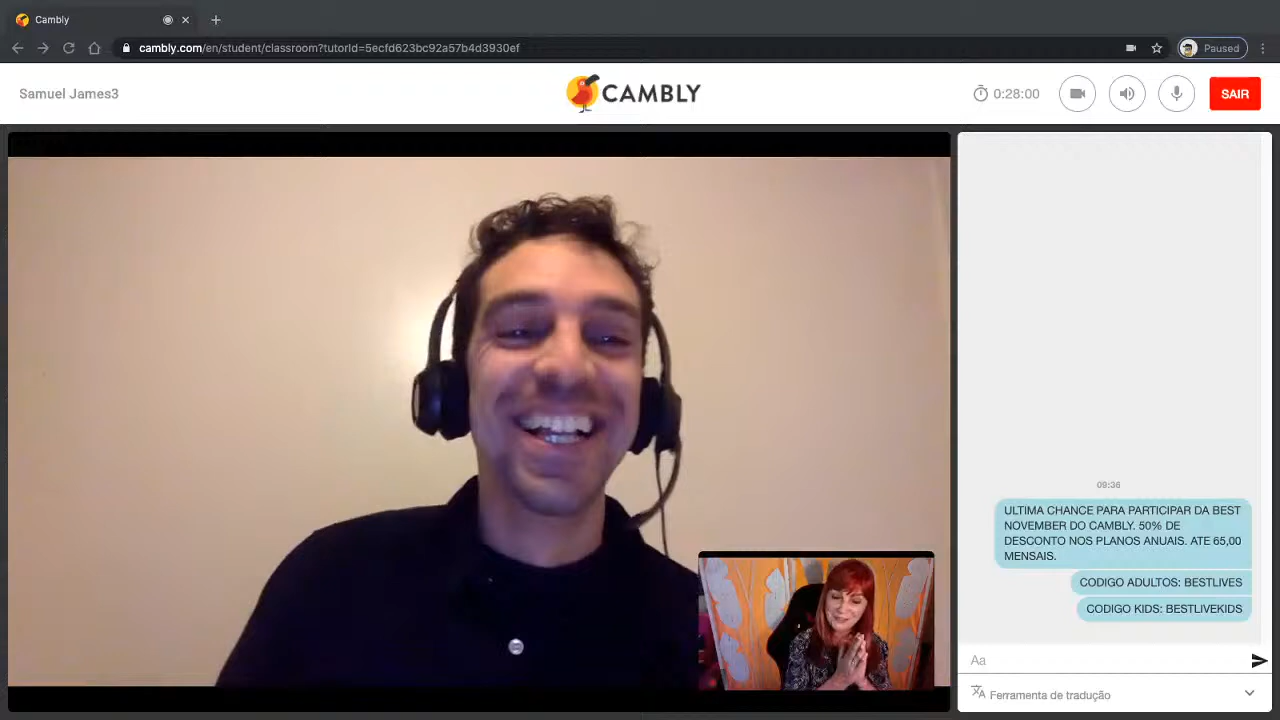 Cambly
cambly.com/en/student/classroom?tutorId=5ecfd623bc92a57b4d3930ef
Paused
Samuel James3
CAMBLY
0:28:00
SAIR
09:36
ULTIMA CHANCE PARA PARTICIPAR DA BEST
NOVEMBER DO CAMBLY. 50% DE
DESCONTO NOS PLANOS ANUAIS. ATE 65,00
MENSAIS.
CODIGO ADULTOS: BESTLIVES
CODIGO KIDS: BESTLIVEKIDS
Aa
Ferramenta de tradução